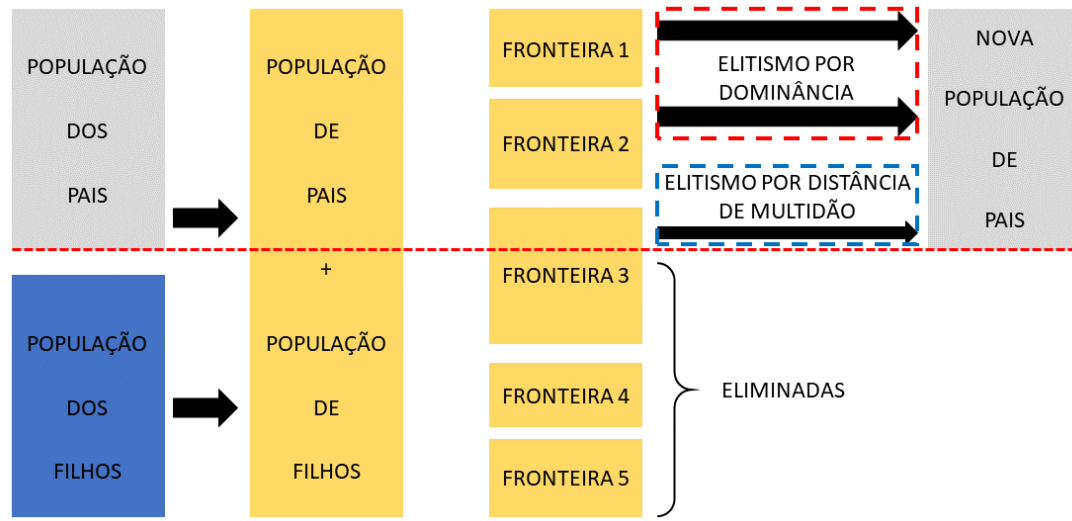 POPULAÇÃO
DOS
PAIS
POPULAÇÃO
DOS
FILHOS
POPULAÇÃO
DE
PAIS
+
POPULAÇÃO
DE
FILHOS
FRONTEIRA 1
FRONTEIRA 2
FRONTEIRA 3
FRONTEIRA 4
FRONTEIRA 5
ELITISMO POR
DOMINÂNCIA
ELITISMO POR DISTÂNCIA
DE MULTIDÃO
ELIMINADAS
NOVA
POPULAÇÃO
DE
PAIS